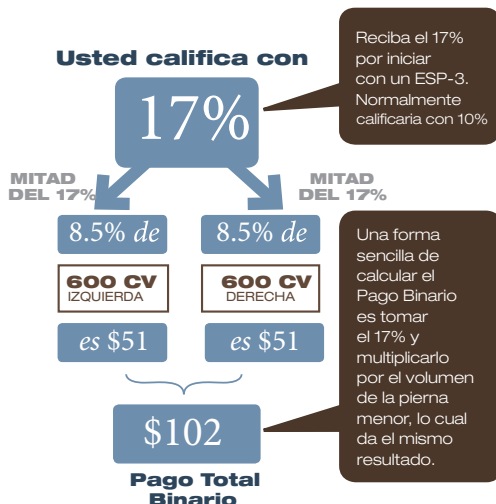 Usted califica con
17%
Reciba el 17%
por iniciar
con un ESP-3.
Normalmente
calificaria con 10%
MITAD
DEL 17%
MITAD
DEL 17%
8.5% de
8.5% de
600 CV
IZQUIERDA
600 CV
DERECHA
es $51
es $51
Una forma
sencilla de
calcular el
Pago Binario
es tomar
el 17% y
multiplicarlo
por el volumen
de la pierna
menor, lo cual
da el mismo
resultado.
$102
Pago Total
Binario